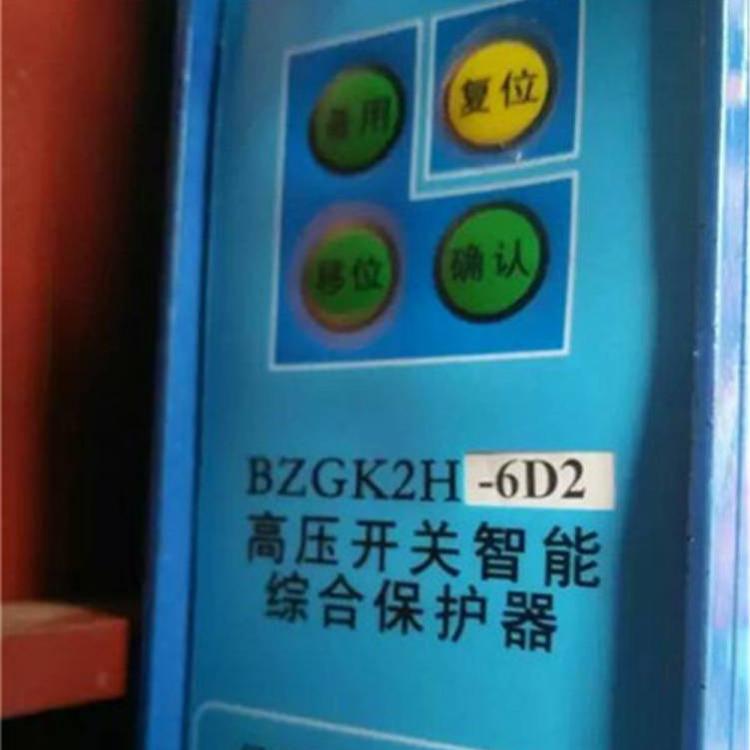 备用
复位
移位
确认
BZGK2H-6D2
高压开关智能
综合保护器